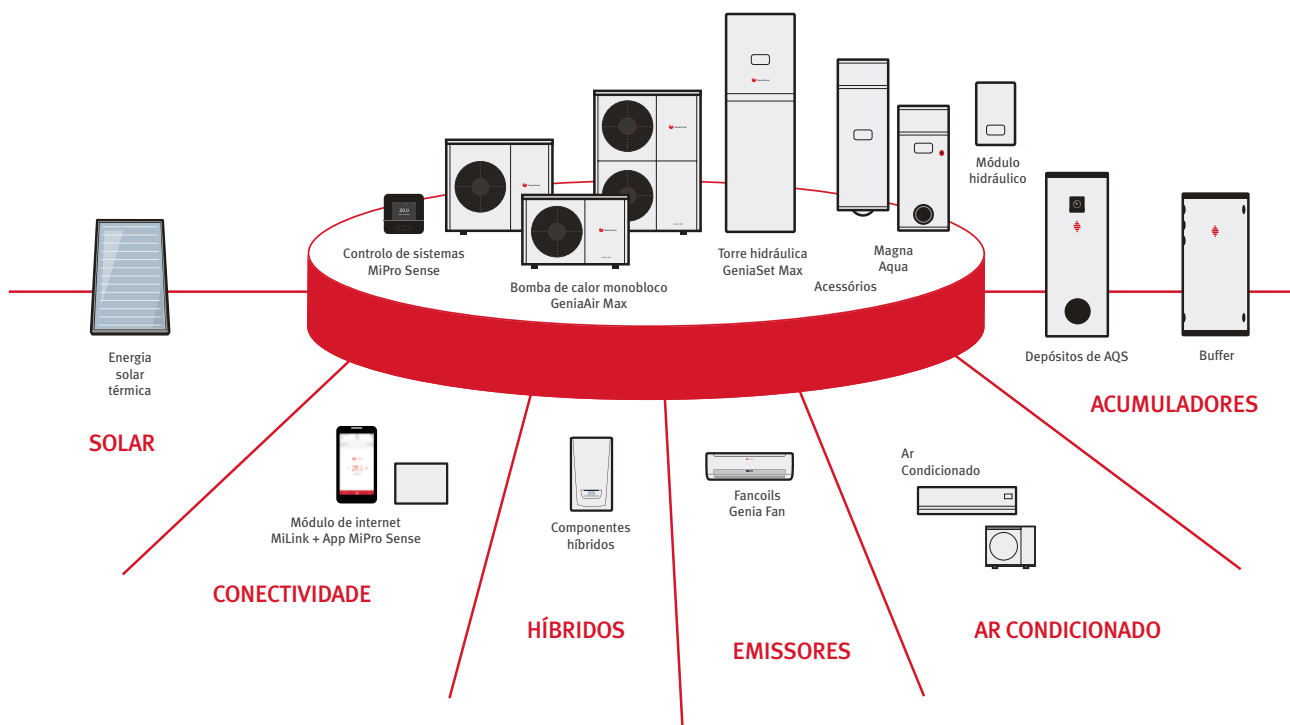 Módulo
hidráulico
Controlo de sistemas
MiPro Sense
Bomba de calor monobloco
GeniaAir Max
Torre hidráulica
GeniaSet Max
Magna
Aqua
Acessórios
20.0
Energia
solar
térmica
SOLAR
Depósitos de AQS
Buffer
ACUMULADORES
Módulo de internet
MiLink + App MiPro Sense
CONECTIVIDADE
Componentes
híbridos
HÍBRIDOS
Fancoils
Genia Fan
EMISSORES
Ar
Condicionado
AR CONDICIONADO